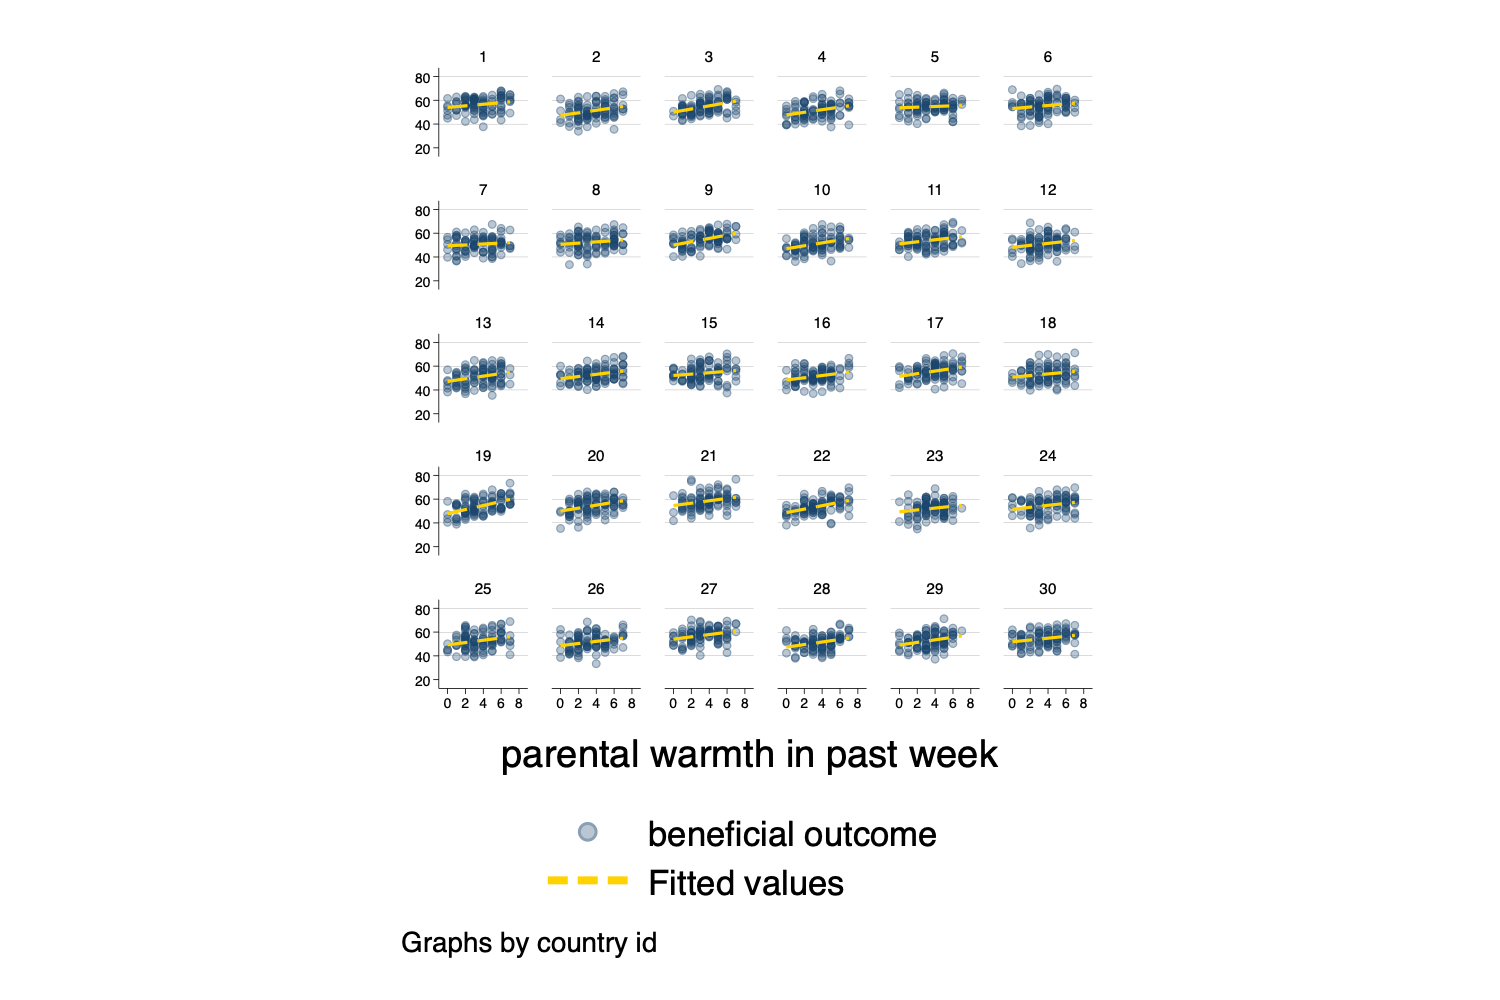 1 2 3 4 5 6
80
60
40
20
7 8 9 10 11 12
80
60
40
20
13 14 15 16 17 18
80
60
40
20
19 20 21 22 23 24
80
60
40
20
25 26 27 28 29 30
80
60
40
20
0 2 4 6 8 0 2 4 6 8 0 2 4 6 8 0 2 4 6 8 0 2 4 6 8 0 2 4 6 8
parental warmth in past week
beneficial outcome
Fitted values
Graphs by country id